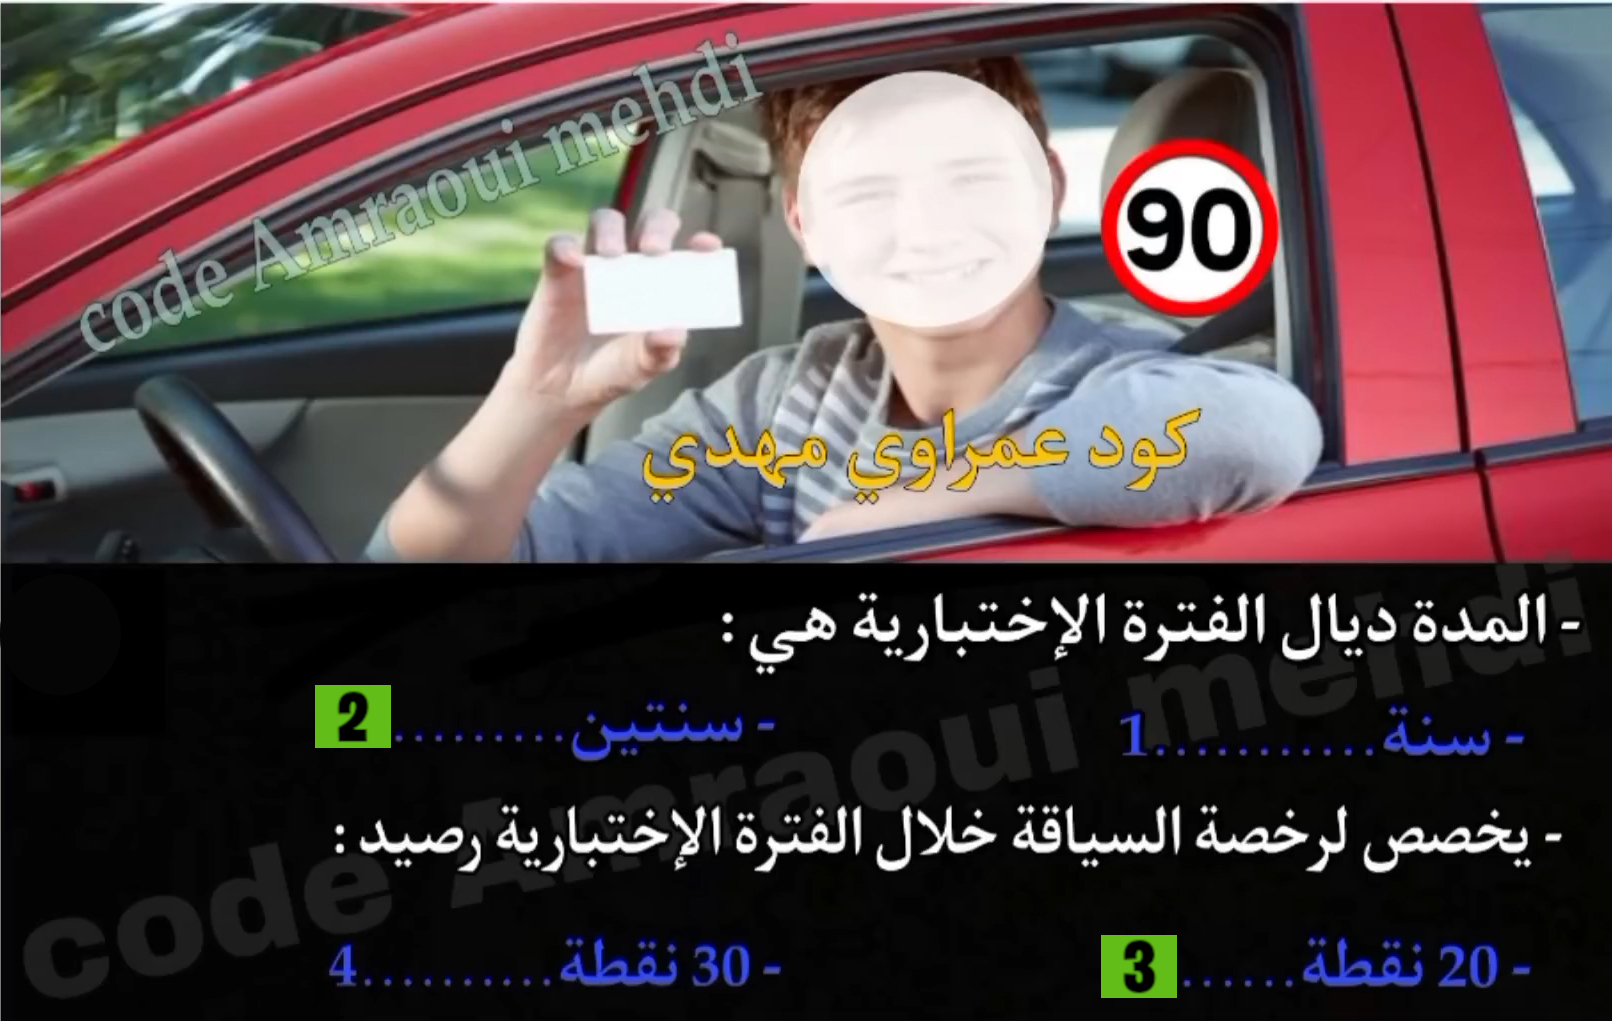 code Amraoui mehdi
90
كود عمراوي مهدي
- المدة ديال الفترة الإختبارية هي :
- سنة...........1 - سنتين.........2
- يخصص لرخصة السياقة خلال الفترة الإختبارية رصيد :
- 20 نقطة......3 - 30 نقطة..........4
code Amraoui mehdi